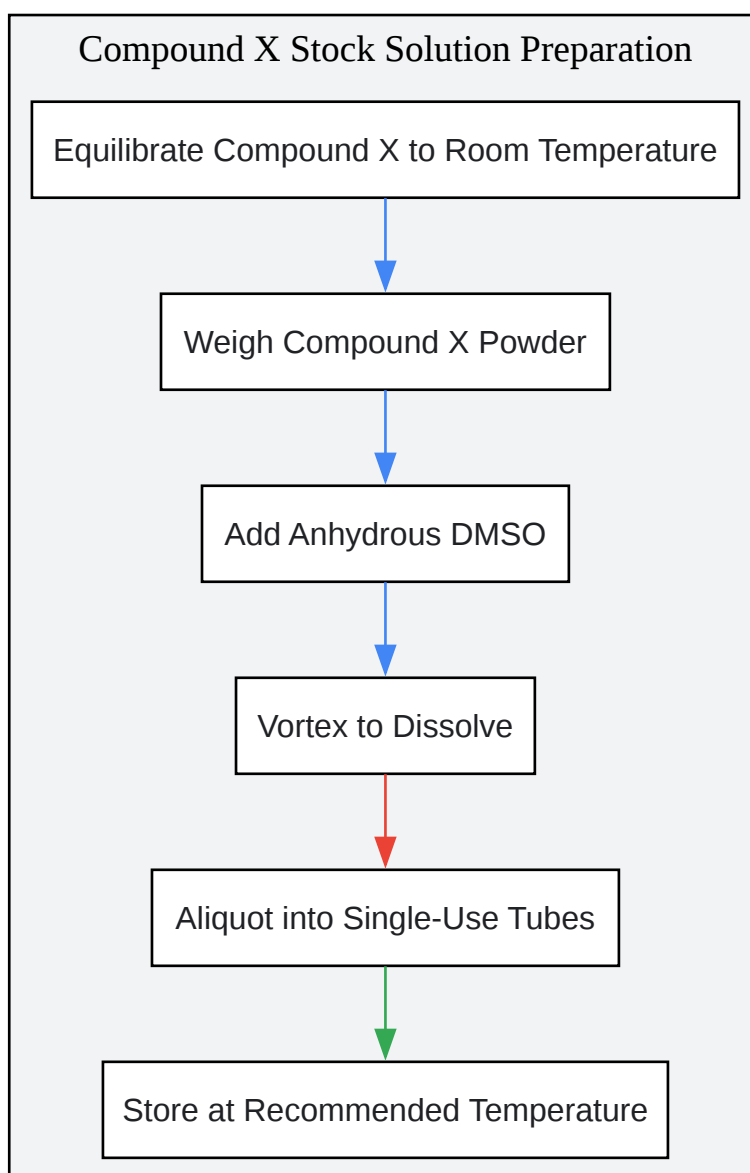 Compound X Stock Solution Preparation
Equilibrate Compound X to Room Temperature
Weigh Compound X Powder
Add Anhydrous DMSO
Vortex to Dissolve
Aliquot into Single-Use Tubes
Store at Recommended Temperature